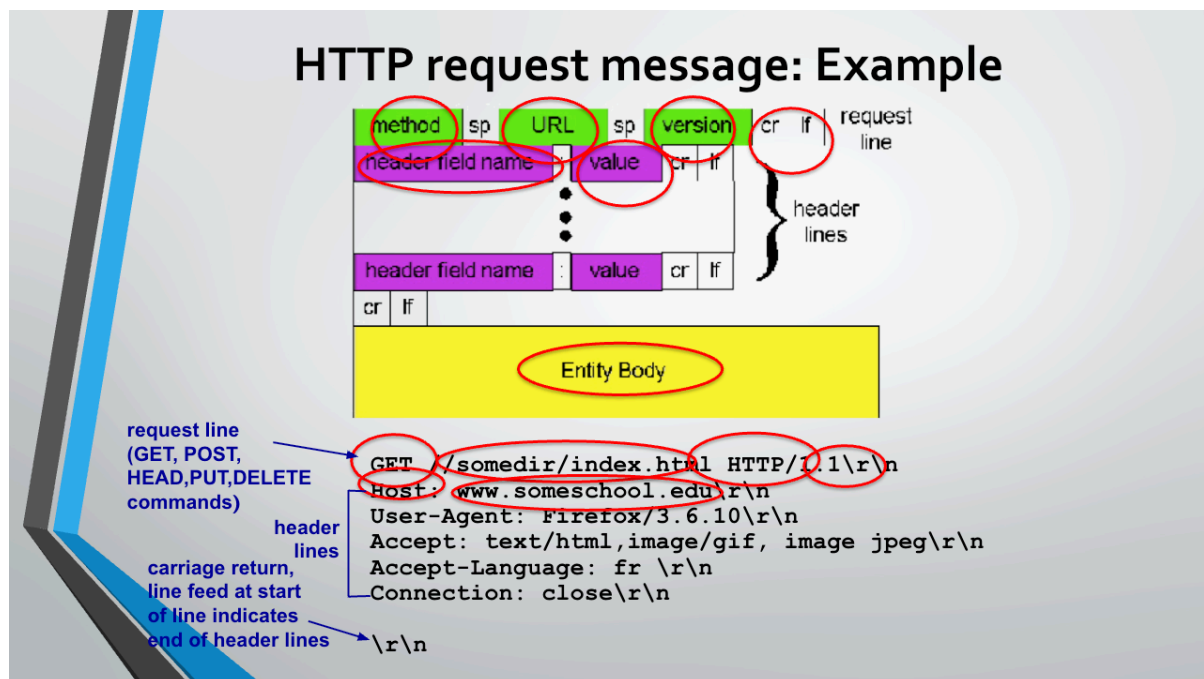 HTTP request message: Example
method sp URL sp version cr lf
request
line
header field name : value cr lf
header
lines
header field name : value cr lf
cr lf
Entity Body
request line
(GET, POST,
HEAD,PUT,DELETE
commands)
header
lines
carriage return,
line feed at start
of line indicates
end of header lines
GET //somedir/index.html HTTP/1.1\r\n
Host: www.someschool.edu\r\n
User-Agent: Firefox/3.6.10\r\n
Accept: text/html,image/gif, image jpeg\r\n
Accept-Language: fr \r\n
Connection: close\r\n
\r\n